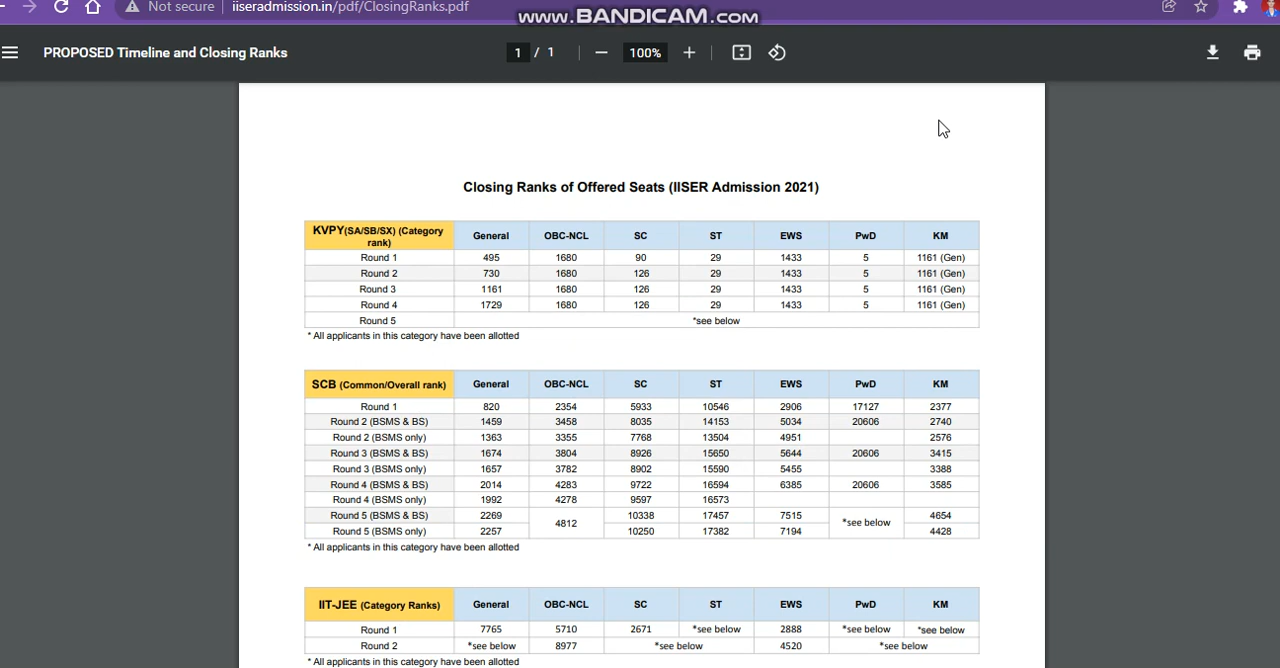 Not secure iiseradmission.in/pdf/ClosingRanks.pdf
www.BANDICAM.com
PROPOSED Timeline and Closing Ranks 1 / 1 100%
Closing Ranks of Offered Seats (IISER Admission 2021)
KVPY(SA/SB/SX) (Category rank) General OBC-NCL SC ST EWS PwD KM
Round 1 495 1680 90 29 1433 5 1161 (Gen)
Round 2 730 1680 126 29 1433 5 1161 (Gen)
Round 3 1161 1680 126 29 1433 5 1161 (Gen)
Round 4 1729 1680 126 29 1433 5 1161 (Gen)
Round 5 *see below
* All applicants in this category have been allotted
SCB (Common/Overall rank) General OBC-NCL SC ST EWS PwD KM
Round 1 820 2354 5933 10546 2906 17127 2377
Round 2 (BSMS & BS) 1459 3458 8035 14153 5034 20606 2740
Round 2 (BSMS only) 1363 3355 7768 13504 4951 2576
Round 3 (BSMS & BS) 1674 3804 8926 15650 5644 20606 3415
Round 3 (BSMS only) 1657 3782 8902 15590 5455 3388
Round 4 (BSMS & BS) 2014 4283 9722 16594 6385 20606 3585
Round 4 (BSMS only) 1992 4278 9597 16573
Round 5 (BSMS & BS) 2269 4812 10338 17457 7515 *see below 4654
Round 5 (BSMS only) 2257 10250 17382 7194 4428
* All applicants in this category have been allotted
IIT-JEE (Category Ranks) General OBC-NCL SC ST EWS PwD KM
Round 1 7765 5710 2671 *see below 2888 *see below *see below
Round 2 *see below 8977 *see below 4520 *see below
* All applicants in this category have been allotted